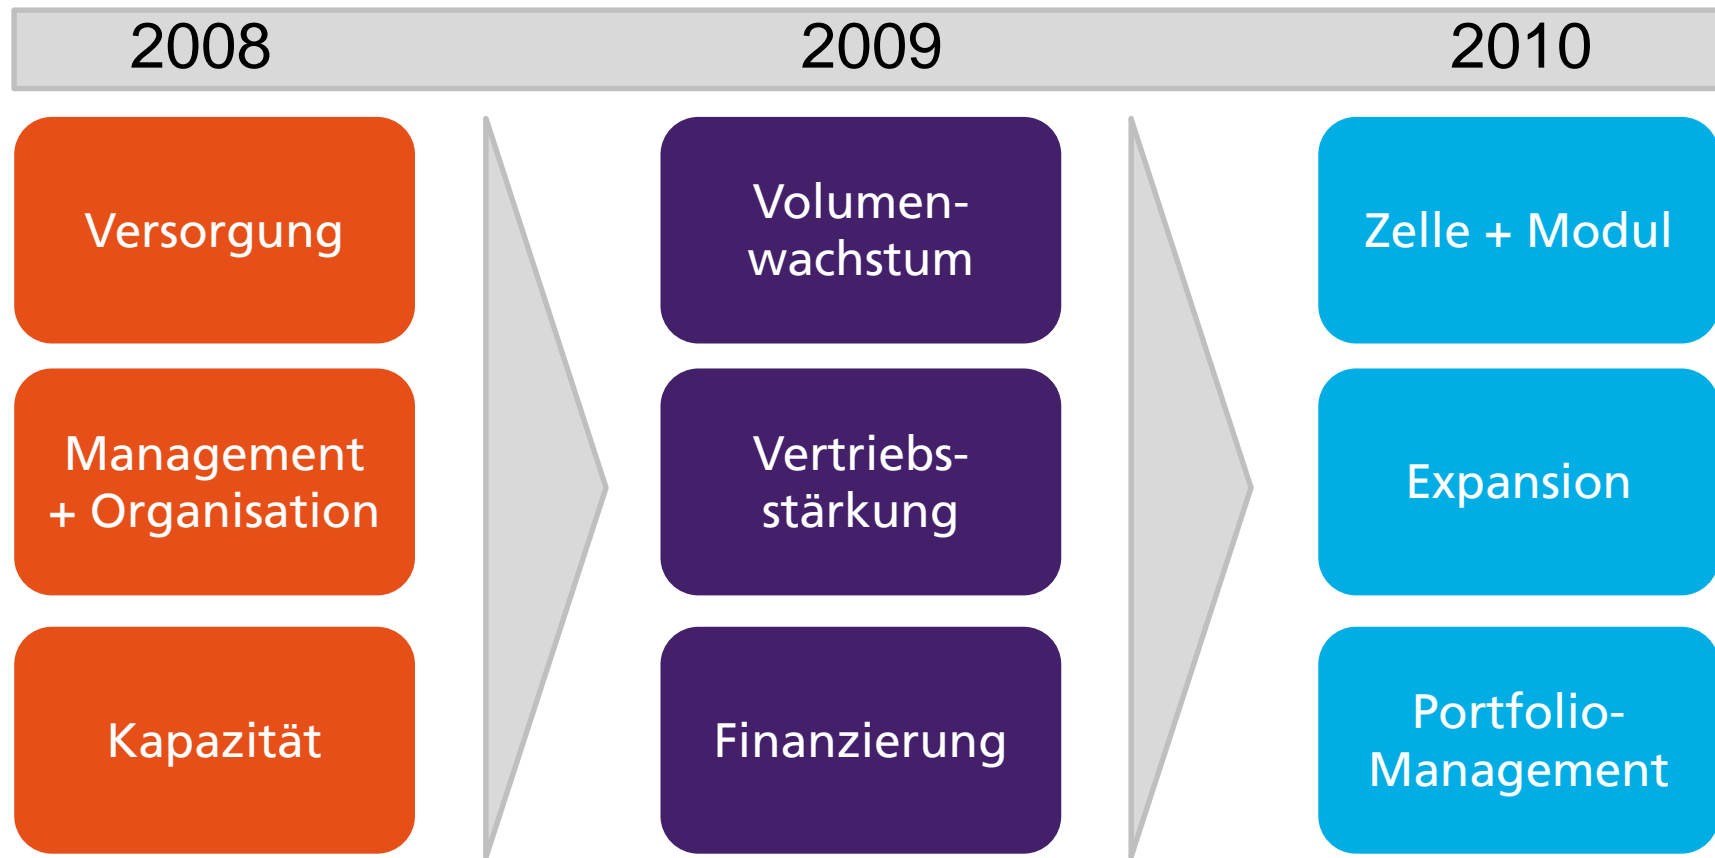 2008
2009
2010
Versorgung
Management
+ Organisation
Kapazität
Volumen-
wachstum
Vertriebs-
stärkung
Finanzierung
Zelle + Modul
Expansion
Portfolio-
Management